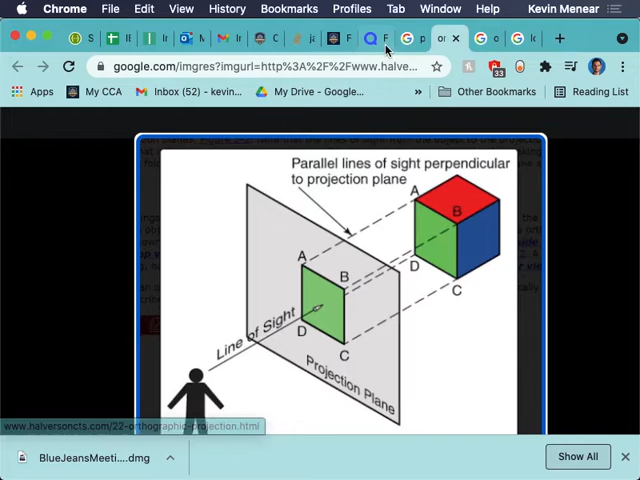 Chrome File Edit View History Bookmarks Profiles Tab Window Help Kevin Menear
google.com/imgres?imgurl=http%3A%2F%2Fwww.halve...
33
Apps My CCA Inbox (52) - kevin... My Drive - Google... » Other Bookmarks Reading List
Parallel lines of sight perpendicular
to projection plane
A
B
D
C
A
B
D
C
Line of Sight
Projection Plane
www.halversoncts.com/22-orthographic-projection.html
BlueJeansMeeti....dmg Show All